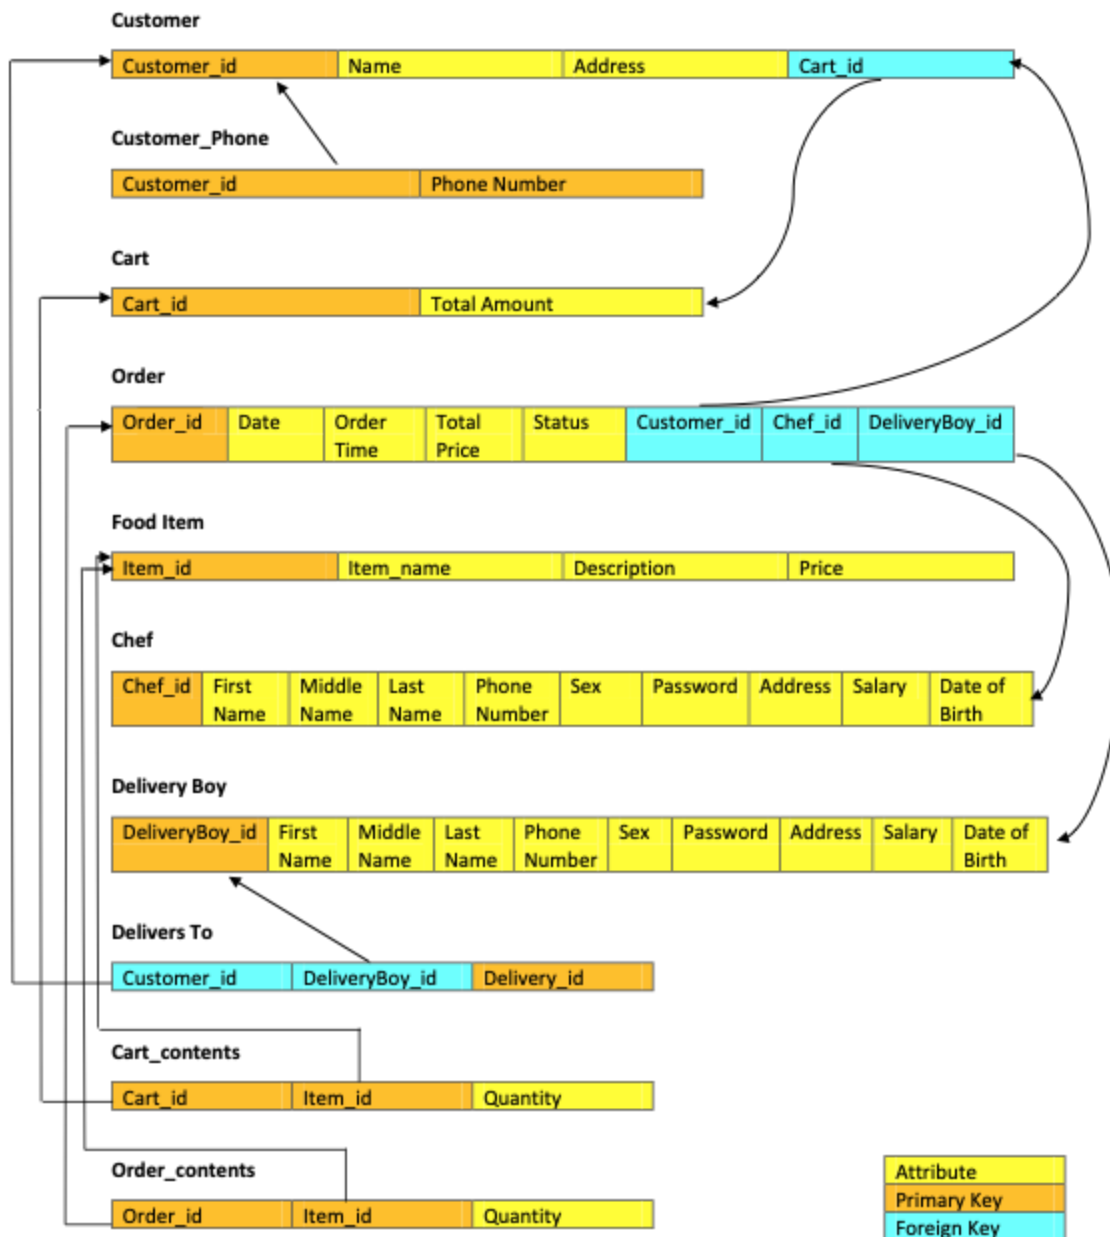 Customer
Customer_id Name Address Cart_id
Customer_Phone
Customer_id Phone Number
Cart
Cart_id Total Amount
Order
Order_id Date Order Time Total Price Status Customer_id Chef_id DeliveryBoy_id
Food Item
Item_id Item_name Description Price
Chef
Chef_id First Name Middle Name Last Name Phone Number Sex Password Address Salary Date of Birth
Delivery Boy
DeliveryBoy_id First Name Middle Name Last Name Phone Number Sex Password Address Salary Date of Birth
Delivers To
Customer_id DeliveryBoy_id Delivery_id
Cart_contents
Cart_id Item_id Quantity
Order_contents
Order_id Item_id Quantity
Attribute
Primary Key
Foreign Key